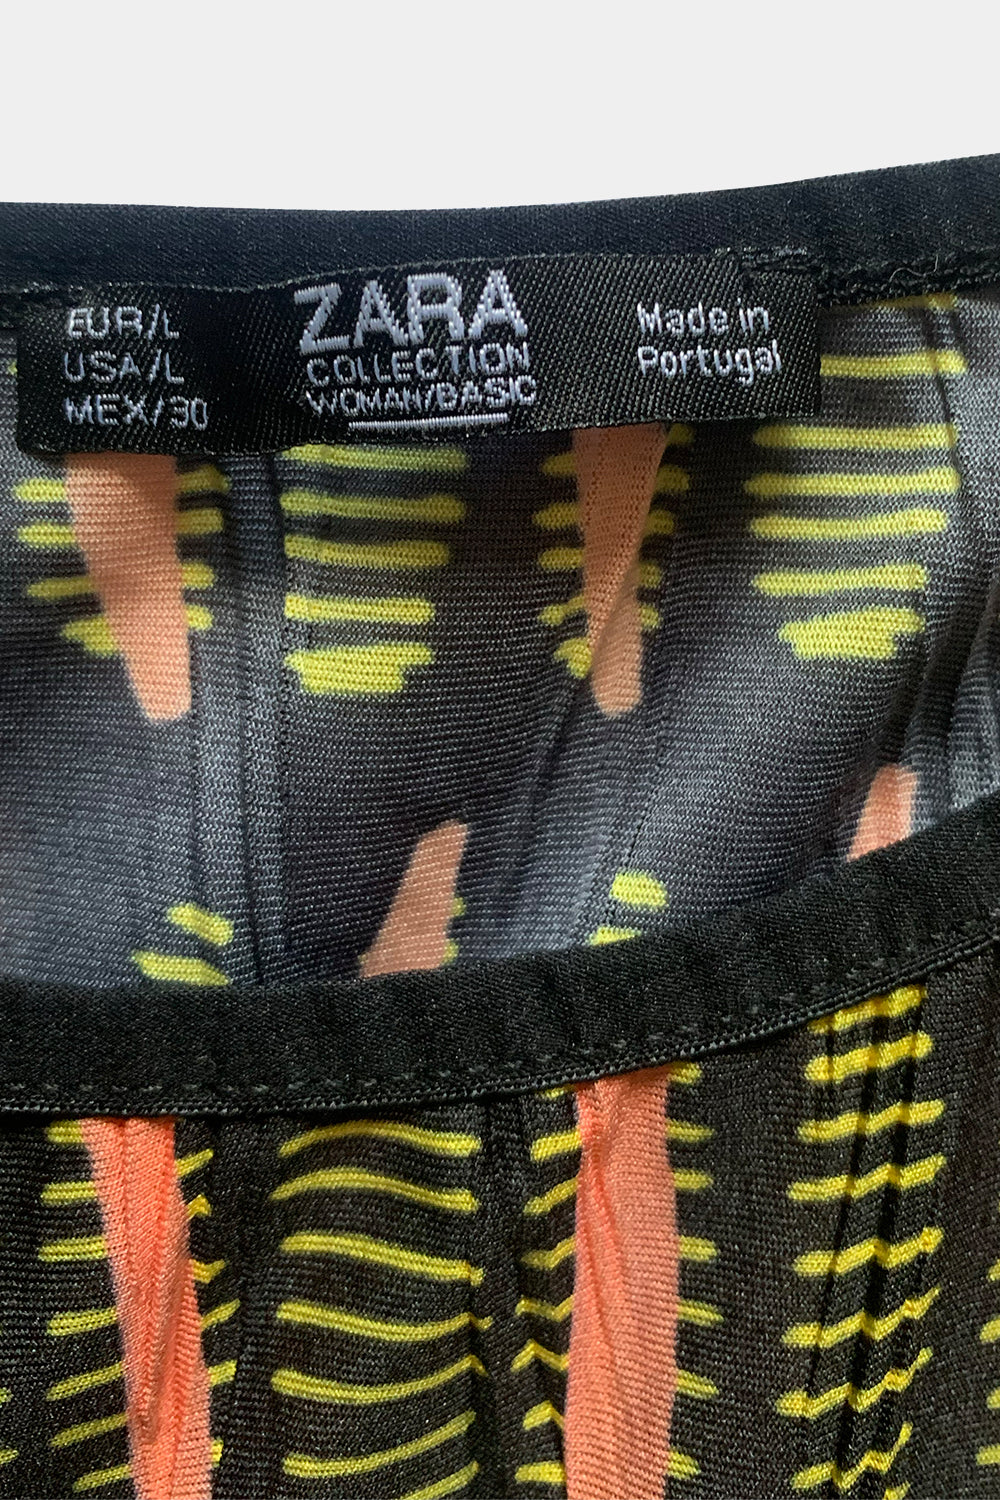 EUR/L
USA/L
MEX/30
ZARA
COLLECTION
WOMAN/BASIC
Made in
Portugal